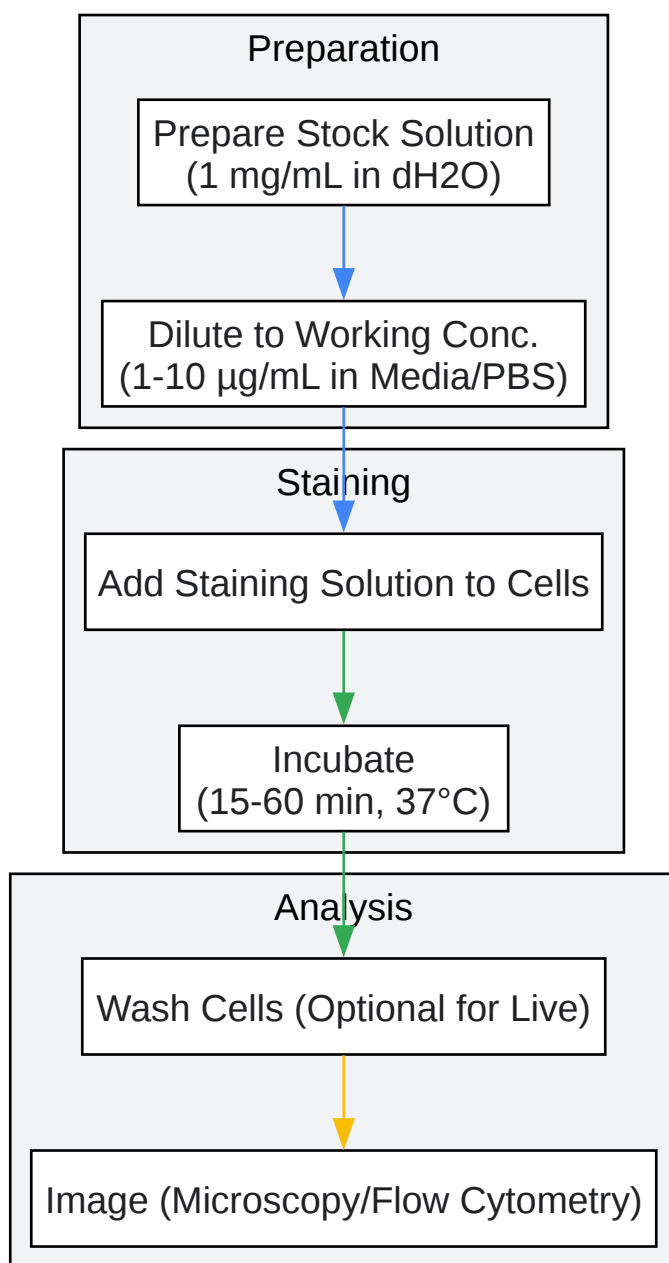 Preparation
Prepare Stock Solution
(1 mg/mL in dH2O)
Dilute to Working Conc.
(1-10 µg/mL in Media/PBS)
Staining
Add Staining Solution to Cells
Incubate
(15-60 min, 37°C)
Analysis
Wash Cells (Optional for Live)
Image (Microscopy/Flow Cytometry)